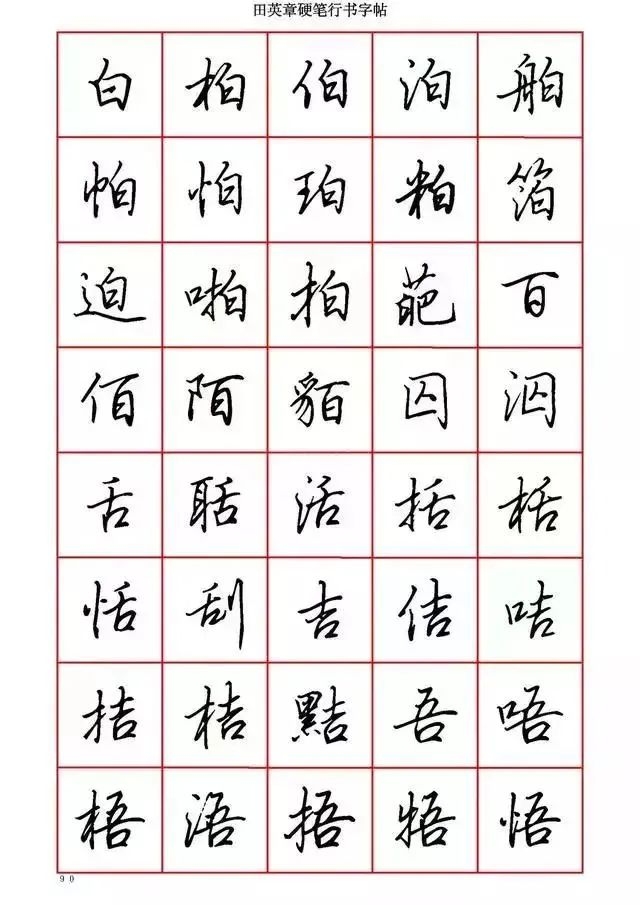 田英章硬笔行书字帖
白柏伯泊舶
帕怕珀粕箔
迫啪拍葩百
佰陌貊囚泅
舌聒活括栝
恬刮吉佶咭
拮桔黠吾唔
梧浯捂牾悟
90